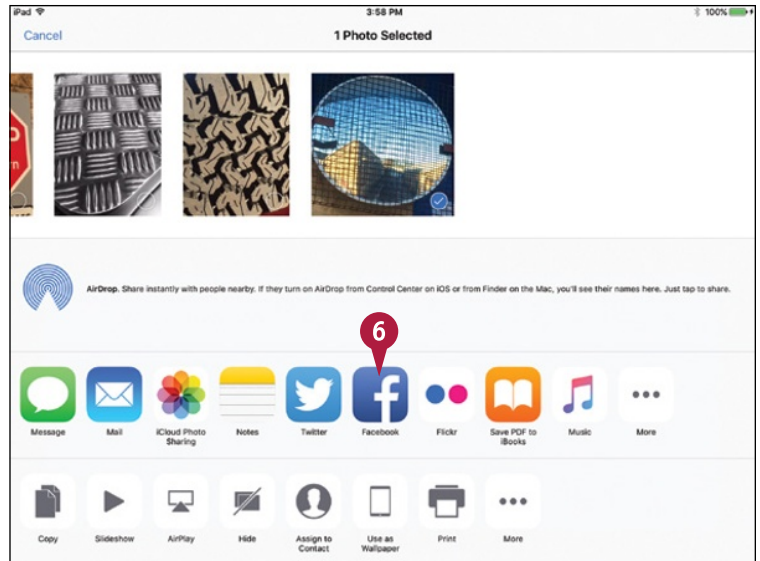 iPad 3:58 PM 100%
Cancel 1 Photo Selected
AirDrop. Share instantly with people nearby. If they turn on AirDrop from Control Center on iOS or from Finder on the Mac, you'll see their names here. Just tap to share.
6
Message Mail iCloud Photo Sharing Notes Twitter Facebook Flickr Save PDF to iBooks Music More
Copy Slideshow AirPlay Hide Assign to Contact Use as Wallpaper Print More